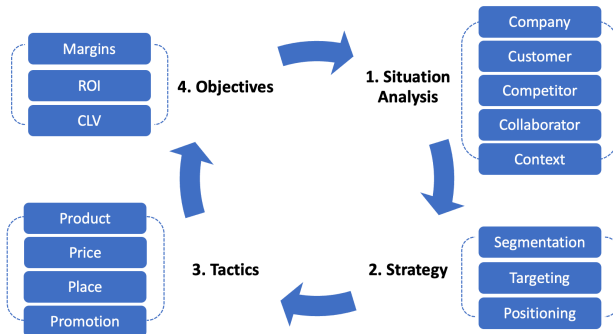 Company
Customer
Competitor
Collaborator
Context
1. Situation
Analysis
Segmentation
Targeting
Positioning
2. Strategy
Product
Price
Place
Promotion
3. Tactics
Margins
ROI
CLV
4. Objectives